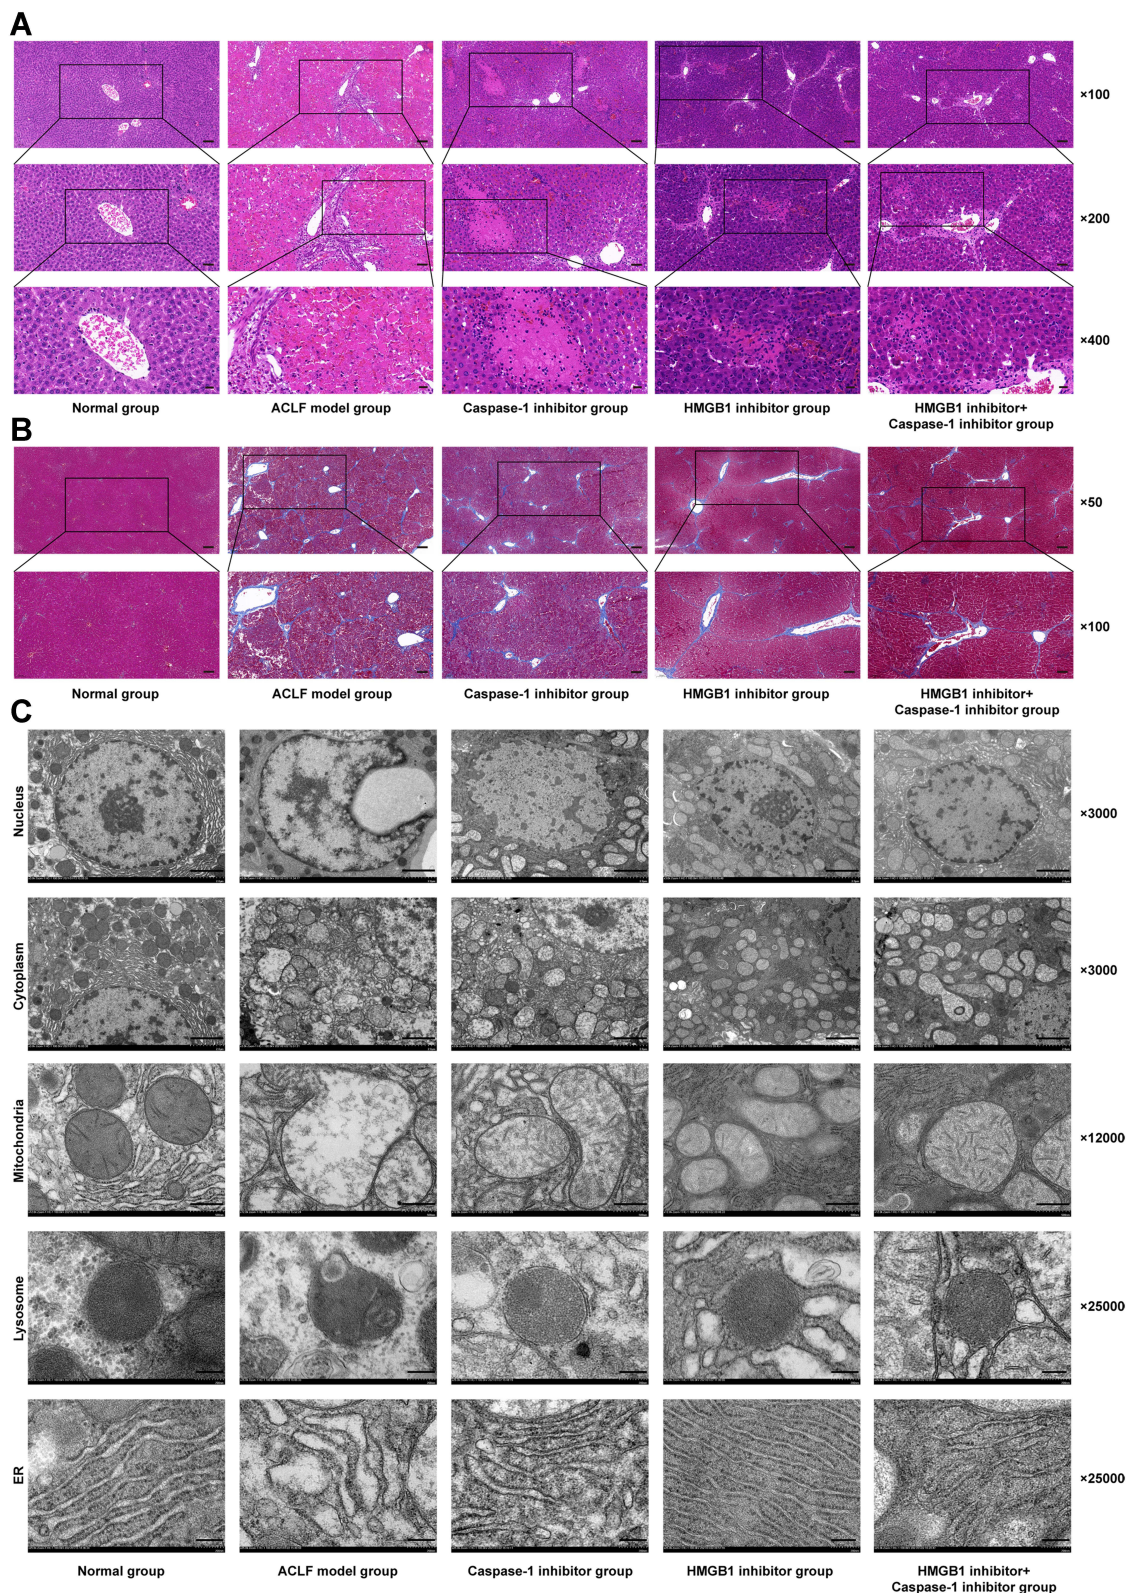 A
×100
×200
×400
Normal group
ACLF model group
Caspase-1 inhibitor group
HMGB1 inhibitor group
HMGB1 inhibitor+
Caspase-1 inhibitor group
B
×50
×100
Normal group
ACLF model group
Caspase-1 inhibitor group
HMGB1 inhibitor group
HMGB1 inhibitor+
Caspase-1 inhibitor group
C
Nucleus
×3000
Cytoplasm
×3000
Mitochondria
×12000
Lysosome
×25000
ER
×25000
Normal group
ACLF model group
Caspase-1 inhibitor group
HMGB1 inhibitor group
HMGB1 inhibitor+
Caspase-1 inhibitor group